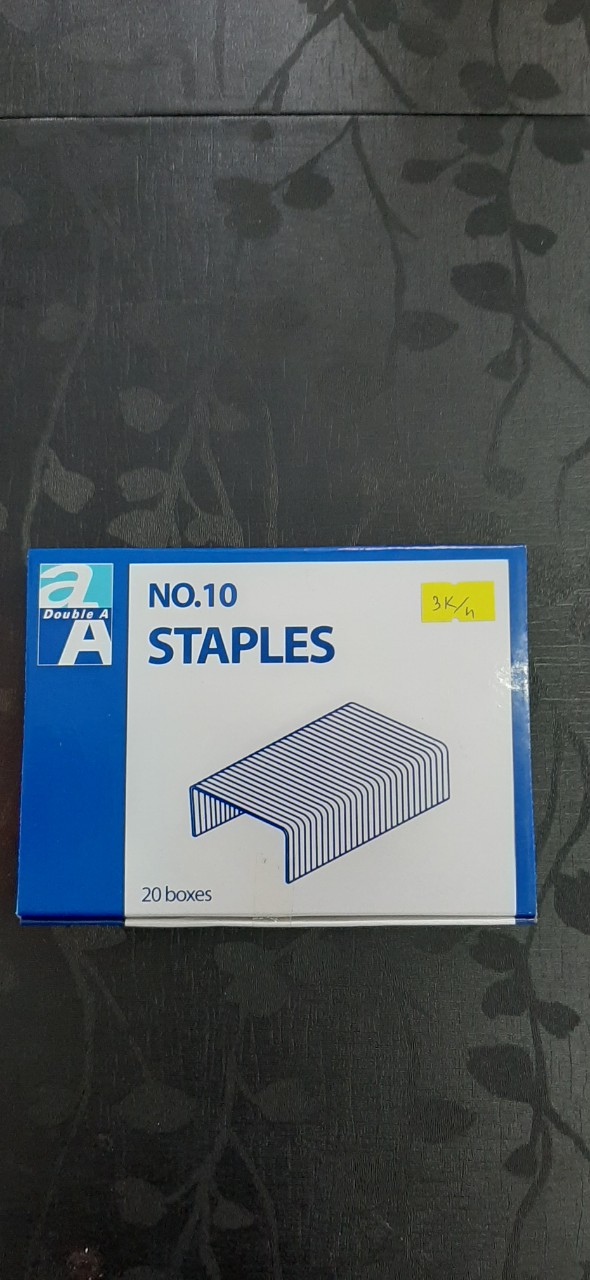 a
Double A
A
NO.10
STAPLES
3K/h
20 boxes